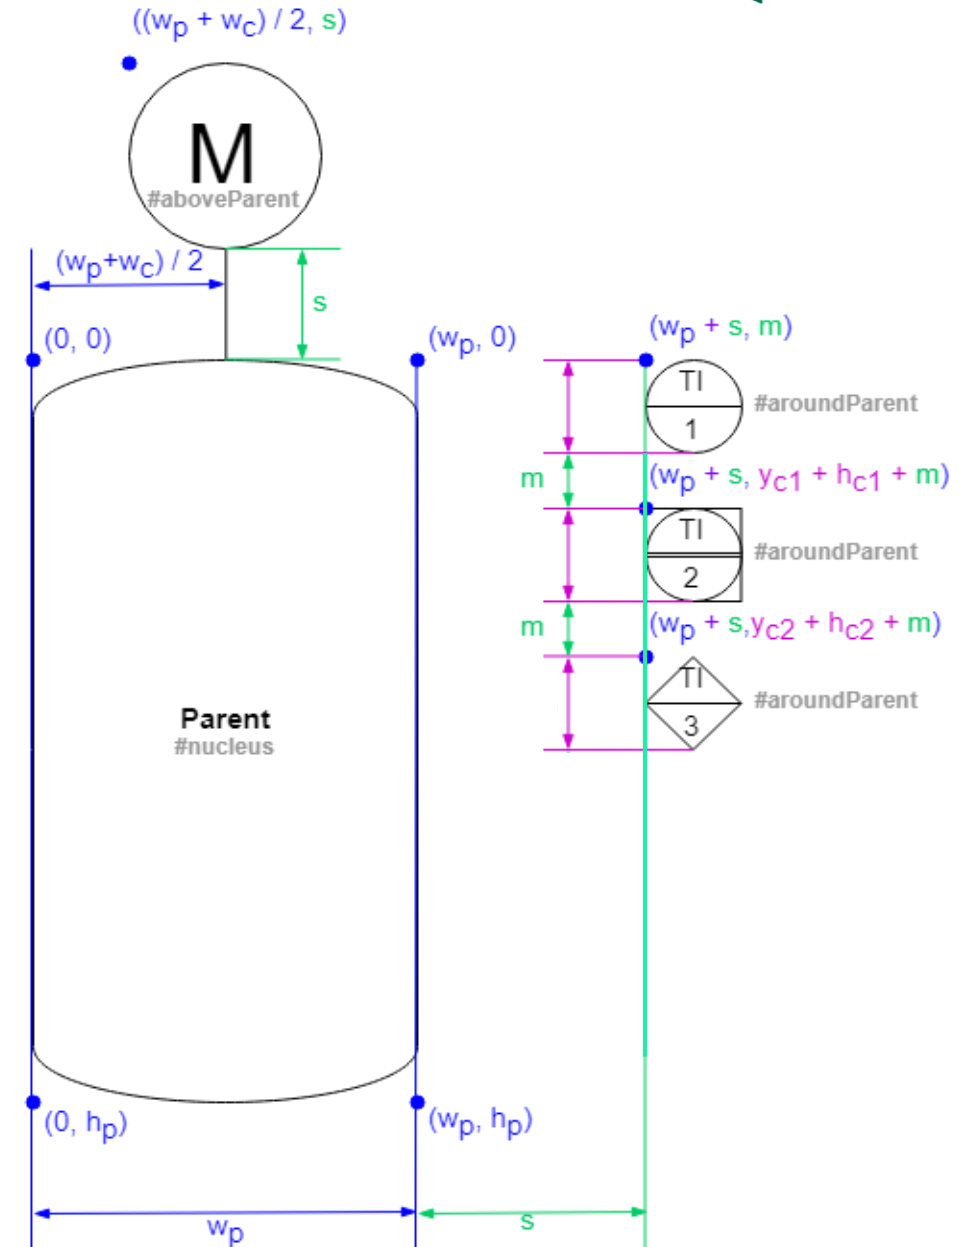 ((wp + wc) / 2, s)
M
#aboveParent
(wp+wc) / 2
s
(0, 0)
(wp, 0)
(wp + s, m)
TI
1
#aroundParent
m
(wp + s, yc1 + hc1 + m)
TI
2
#aroundParent
m
(wp + s,yc2 + hc2 + m)
TI
3
#aroundParent
Parent
#nucleus
(0, hp)
(wp, hp)
wp
s